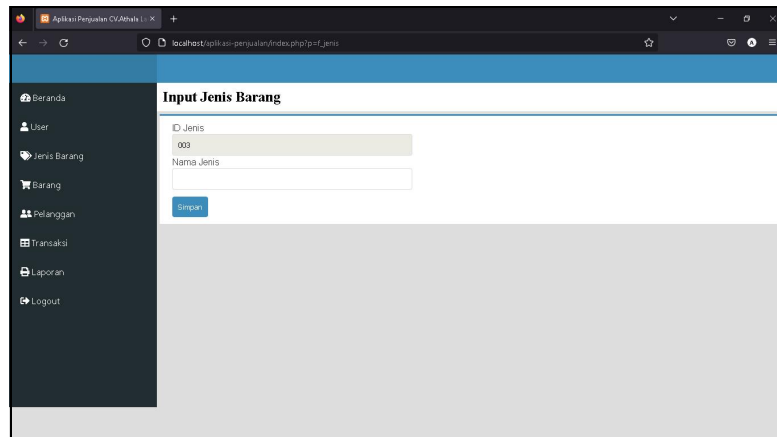 Aplikasi Penjualan CV.Athala
localhost/aplikasi-penjualan/index.php?p=f_jenis
Beranda
User
Jenis Barang
Barang
Pelanggan
Transaksi
Laporan
Logout
Input Jenis Barang
ID Jenis
003
Nama Jenis
Simpan